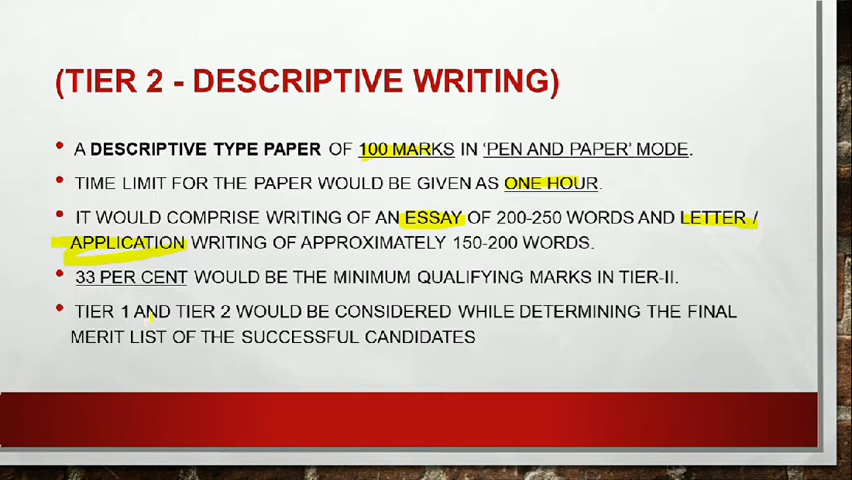 (TIER 2 - DESCRIPTIVE WRITING)
• A DESCRIPTIVE TYPE PAPER OF 100 MARKS IN ‘PEN AND PAPER’ MODE.
• TIME LIMIT FOR THE PAPER WOULD BE GIVEN AS ONE HOUR.
• IT WOULD COMPRISE WRITING OF AN ESSAY OF 200-250 WORDS AND LETTER /
APPLICATION WRITING OF APPROXIMATELY 150-200 WORDS.
• 33 PER CENT WOULD BE THE MINIMUM QUALIFYING MARKS IN TIER-II.
• TIER 1 AND TIER 2 WOULD BE CONSIDERED WHILE DETERMINING THE FINAL
MERIT LIST OF THE SUCCESSFUL CANDIDATES